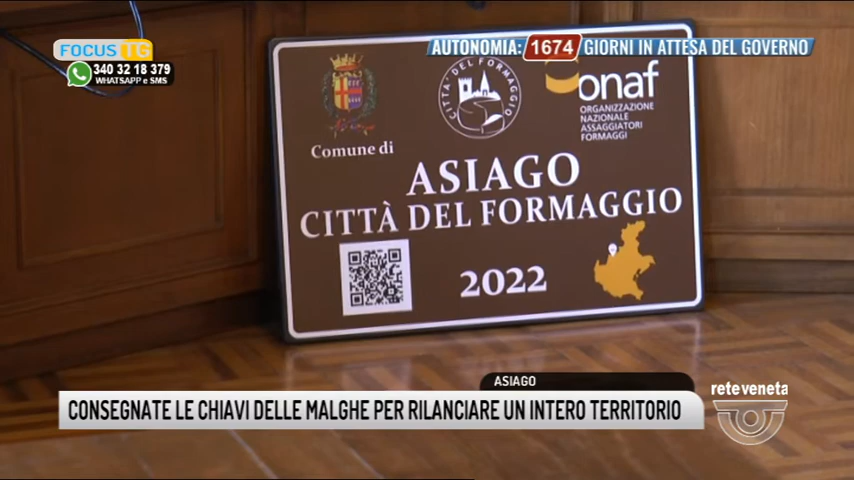 FOCUS TG
340 32 18 379
WHATSAPP e SMS
AUTONOMIA: 1674 GIORNI IN ATTESA DEL GOVERNO
CITTÀ DEL FORMAGGIO
onaf
ORGANIZZAZIONE
NAZIONALE
ASSAGGIATORI
FORMAGGI
Comune di
ASIAGO
CITTÀ DEL FORMAGGIO
2022
ASIAGO
CONSEGNATE LE CHIAVI DELLE MALGHE PER RILANCIARE UN INTERO TERRITORIO
reteveneta